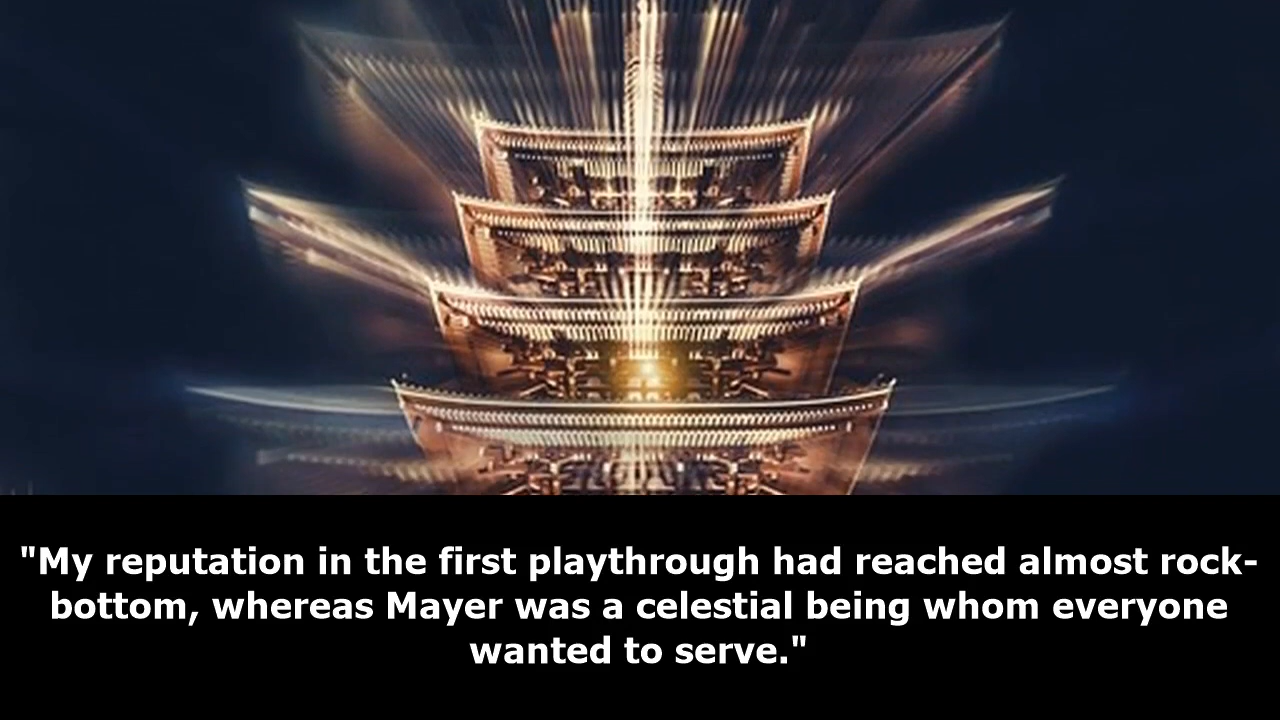 "My reputation in the first playthrough had reached almost rock-
bottom, whereas Mayer was a celestial being whom everyone
wanted to serve."